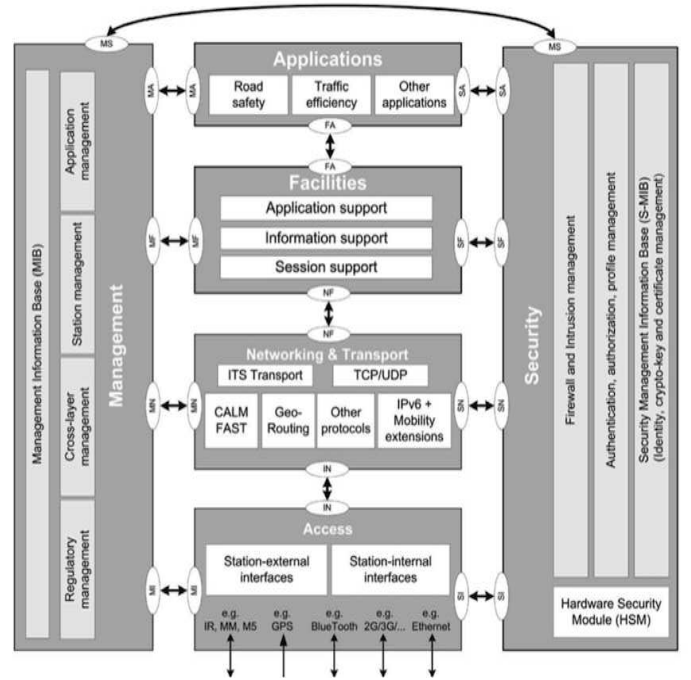 MS
MS
Management Information Base (MIB)
Application
management
Station management
Cross-layer
management
Regulatory
management
Management
MA
MA
MF
MF
MN
MN
MI
MI
Applications
Road
safety
Traffic
efficiency
Other
applications
FA
FA
Facilities
Application support
Information support
Session support
NF
NF
Networking & Transport
ITS Transport
TCP/UDP
CALM
FAST
Geo-
Routing
Other
protocols
IPv6 +
Mobility
extensions
IN
IN
Access
Station-external
interfaces
Station-internal
interfaces
e.g.
IR, MM, M5
e.g.
GPS
e.g.
BlueTooth
e.g.
2G/3G/...
e.g.
Ethernet
SA
SA
SF
SF
SN
SN
SI
SI
Security
Firewall and Intrusion management
Authentication, authorization, profile management
Security Management Information Base (S-MIB)
(Identity, crypto-key and certificate management)
Hardware Security
Module (HSM)